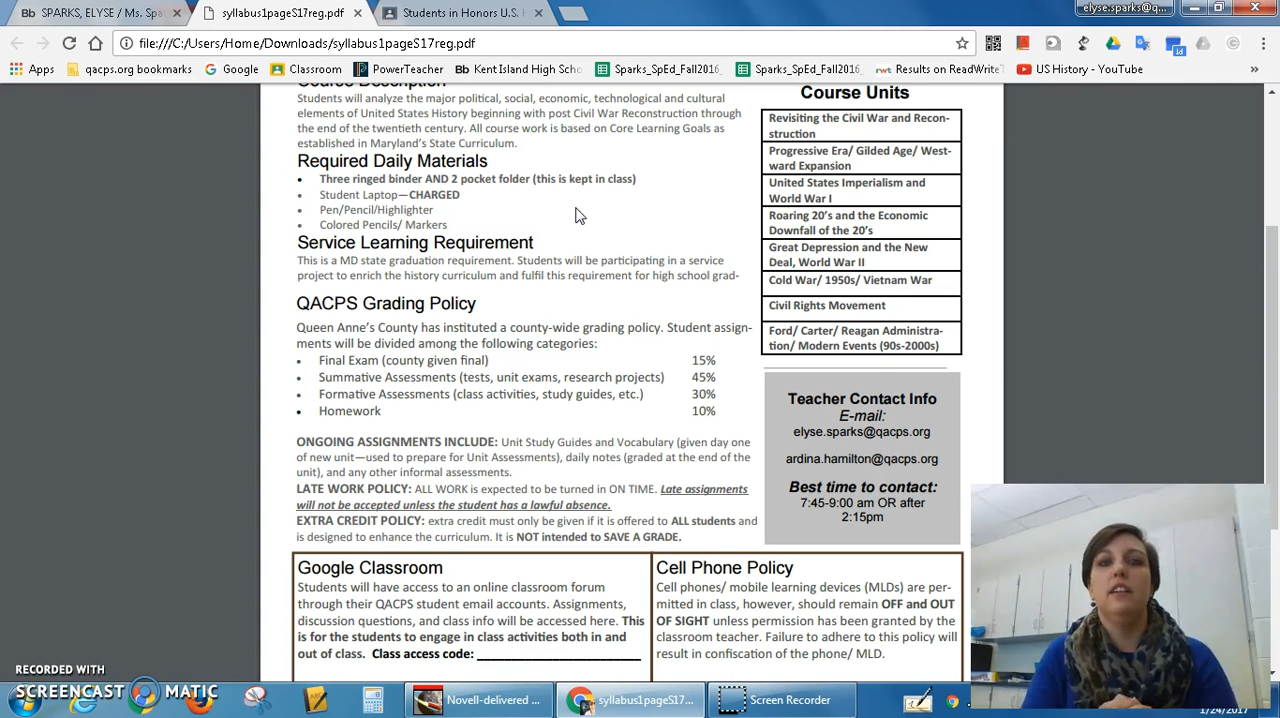 Bb SPARKS, ELYSE / Ms. Spar
syllabus1pageS17reg.pdf
Students in Honors U.S. H
elyse.sparks@q...
file:///C:/Users/Home/Downloads/syllabus1pageS17reg.pdf
Apps
qacps.org bookmarks
Google
Classroom
PowerTeacher
Bb Kent Island High Scho
Sparks_SpEd_Fall2016
Sparks_SpEd_Fall2016_
rwt Results on ReadWriteT
US History - YouTube
Course Description
Students will analyze the major political, social, economic, technological and cultural
elements of United States History beginning with post Civil War Reconstruction through
the end of the twentieth century. All course work is based on Core Learning Goals as
established in Maryland's State Curriculum.
Required Daily Materials
• Three ringed binder AND 2 pocket folder (this is kept in class)
• Student Laptop—CHARGED
• Pen/Pencil/Highlighter
• Colored Pencils/ Markers
Service Learning Requirement
This is a MD state graduation requirement. Students will be participating in a service
project to enrich the history curriculum and fulfil this requirement for high school grad-
QACPS Grading Policy
Queen Anne's County has instituted a county-wide grading policy. Student assign-
ments will be divided among the following categories:
• Final Exam (county given final) 15%
• Summative Assessments (tests, unit exams, research projects) 45%
• Formative Assessments (class activities, study guides, etc.) 30%
• Homework 10%
ONGOING ASSIGNMENTS INCLUDE: Unit Study Guides and Vocabulary (given day one
of new unit—used to prepare for Unit Assessments), daily notes (graded at the end of the
unit), and any other informal assessments.
LATE WORK POLICY: ALL WORK is expected to be turned in ON TIME. Late assignments
will not be accepted unless the student has a lawful absence.
EXTRA CREDIT POLICY: extra credit must only be given if it is offered to ALL students and
is designed to enhance the curriculum. It is NOT intended to SAVE A GRADE.
Course Units
Revisiting the Civil War and Recon-
struction
Progressive Era/ Gilded Age/ West-
ward Expansion
United States Imperialism and
World War I
Roaring 20's and the Economic
Downfall of the 20's
Great Depression and the New
Deal, World War II
Cold War/ 1950s/ Vietnam War
Civil Rights Movement
Ford/ Carter/ Reagan Administra-
tion/ Modern Events (90s-2000s)
Teacher Contact Info
E-mail:
elyse.sparks@qacps.org
ardina.hamilton@qacps.org
Best time to contact:
7:45-9:00 am OR after
2:15pm
Google Classroom
Students will have access to an online classroom forum
through their QACPS student email accounts. Assignments,
discussion questions, and class info will be accessed here. This
is for the students to engage in class activities both in and
out of class. Class access code: ______________________
Cell Phone Policy
Cell phones/ mobile learning devices (MLDs) are per-
mitted in class, however, should remain OFF and OUT
OF SIGHT unless permission has been granted by the
classroom teacher. Failure to adhere to this policy will
result in confiscation of the phone/ MLD.
RECORDED WITH
SCREENCAST MATIC
Novell-delivered ...
syllabus1pageS17...
Screen Recorder
1/24/2017